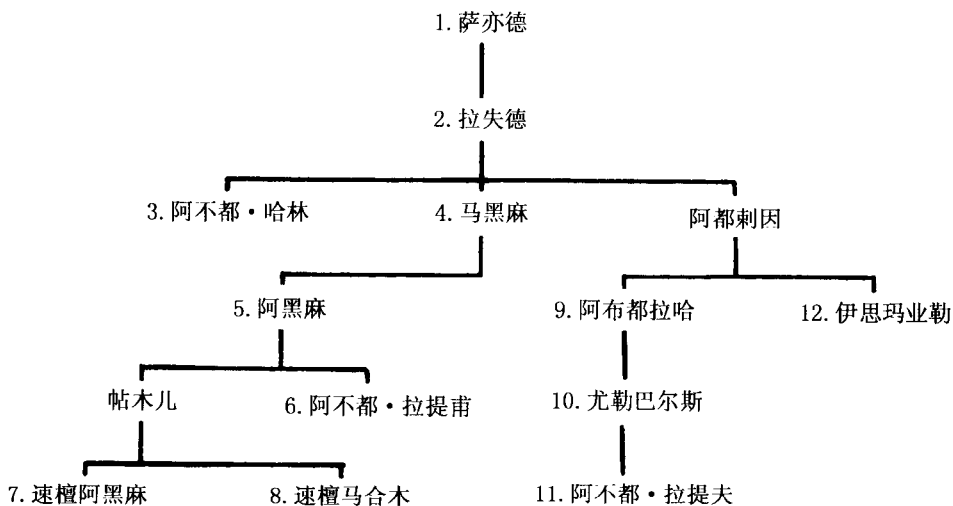 1.萨亦德
2.拉失德
3.阿不都·哈林
4.马黑麻
阿都剌因
5.阿黑麻
9.阿布都拉哈
12.伊思玛业勒
帖木儿
6.阿不都·拉提甫
10.尤勒巴尔斯
7.速檀阿黑麻
8.速檀马合木
11.阿不都·拉提夫